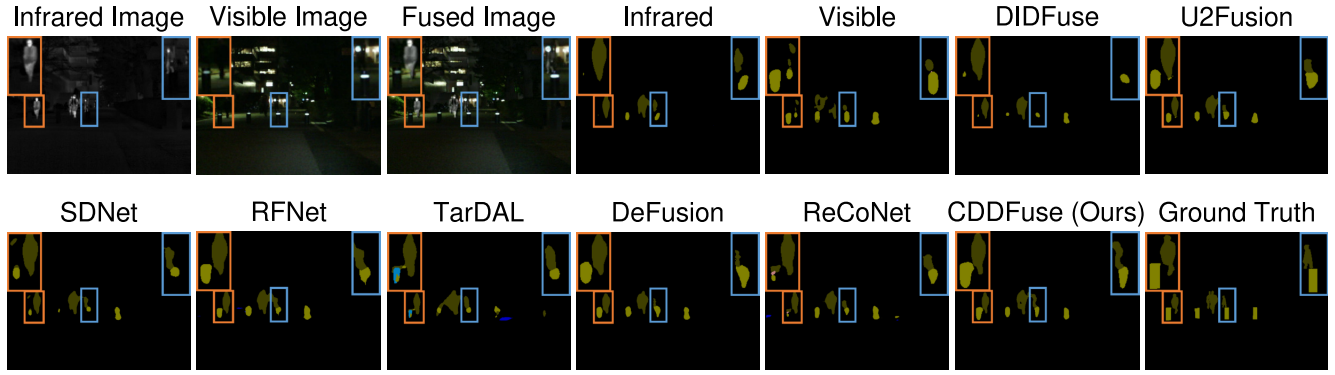 Infrared Image Visible Image Fused Image Infrared Visible DIDFuse U2Fusion
SDNet RFNet TarDAL DeFusion ReCoNet CDDFuse (Ours) Ground Truth